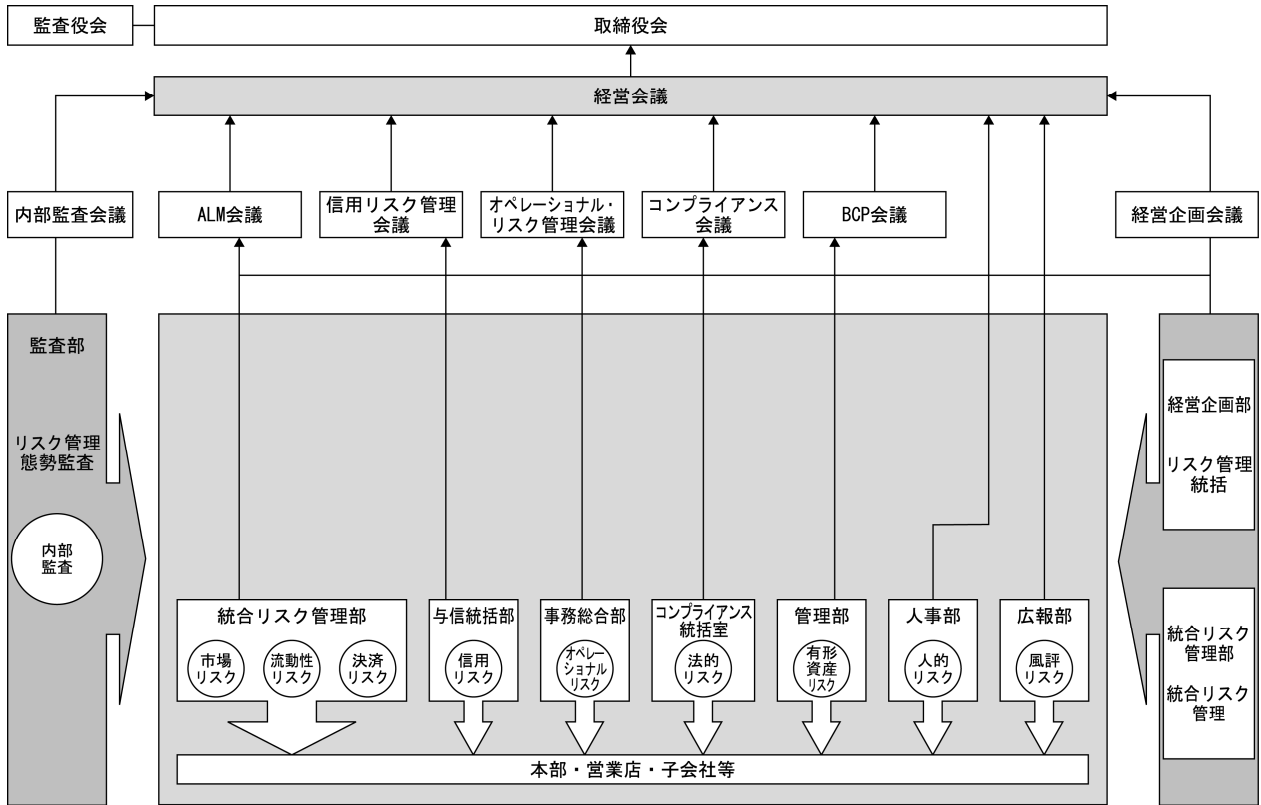 監査役会
取締役会
経営会議
内部監査会議
ALM会議
信用リスク管理
会議
オペレーショナル・
リスク管理会議
コンプライアンス
会議
BCP会議
経営企画会議
監査部
リスク管理
態勢監査
内部
監査
経営企画部
リスク管理
統括
統合リスク
管理部
統合リスク
管理
統合リスク管理部
市場
リスク
流動性
リスク
決済
リスク
与信統括部
信用
リスク
事務総合部
オペレー
ショナル
リスク
コンプライアンス
統括室
法的
リスク
管理部
有形
資産
リスク
人事部
人的
リスク
広報部
風評
リスク
本部・営業店・子会社等